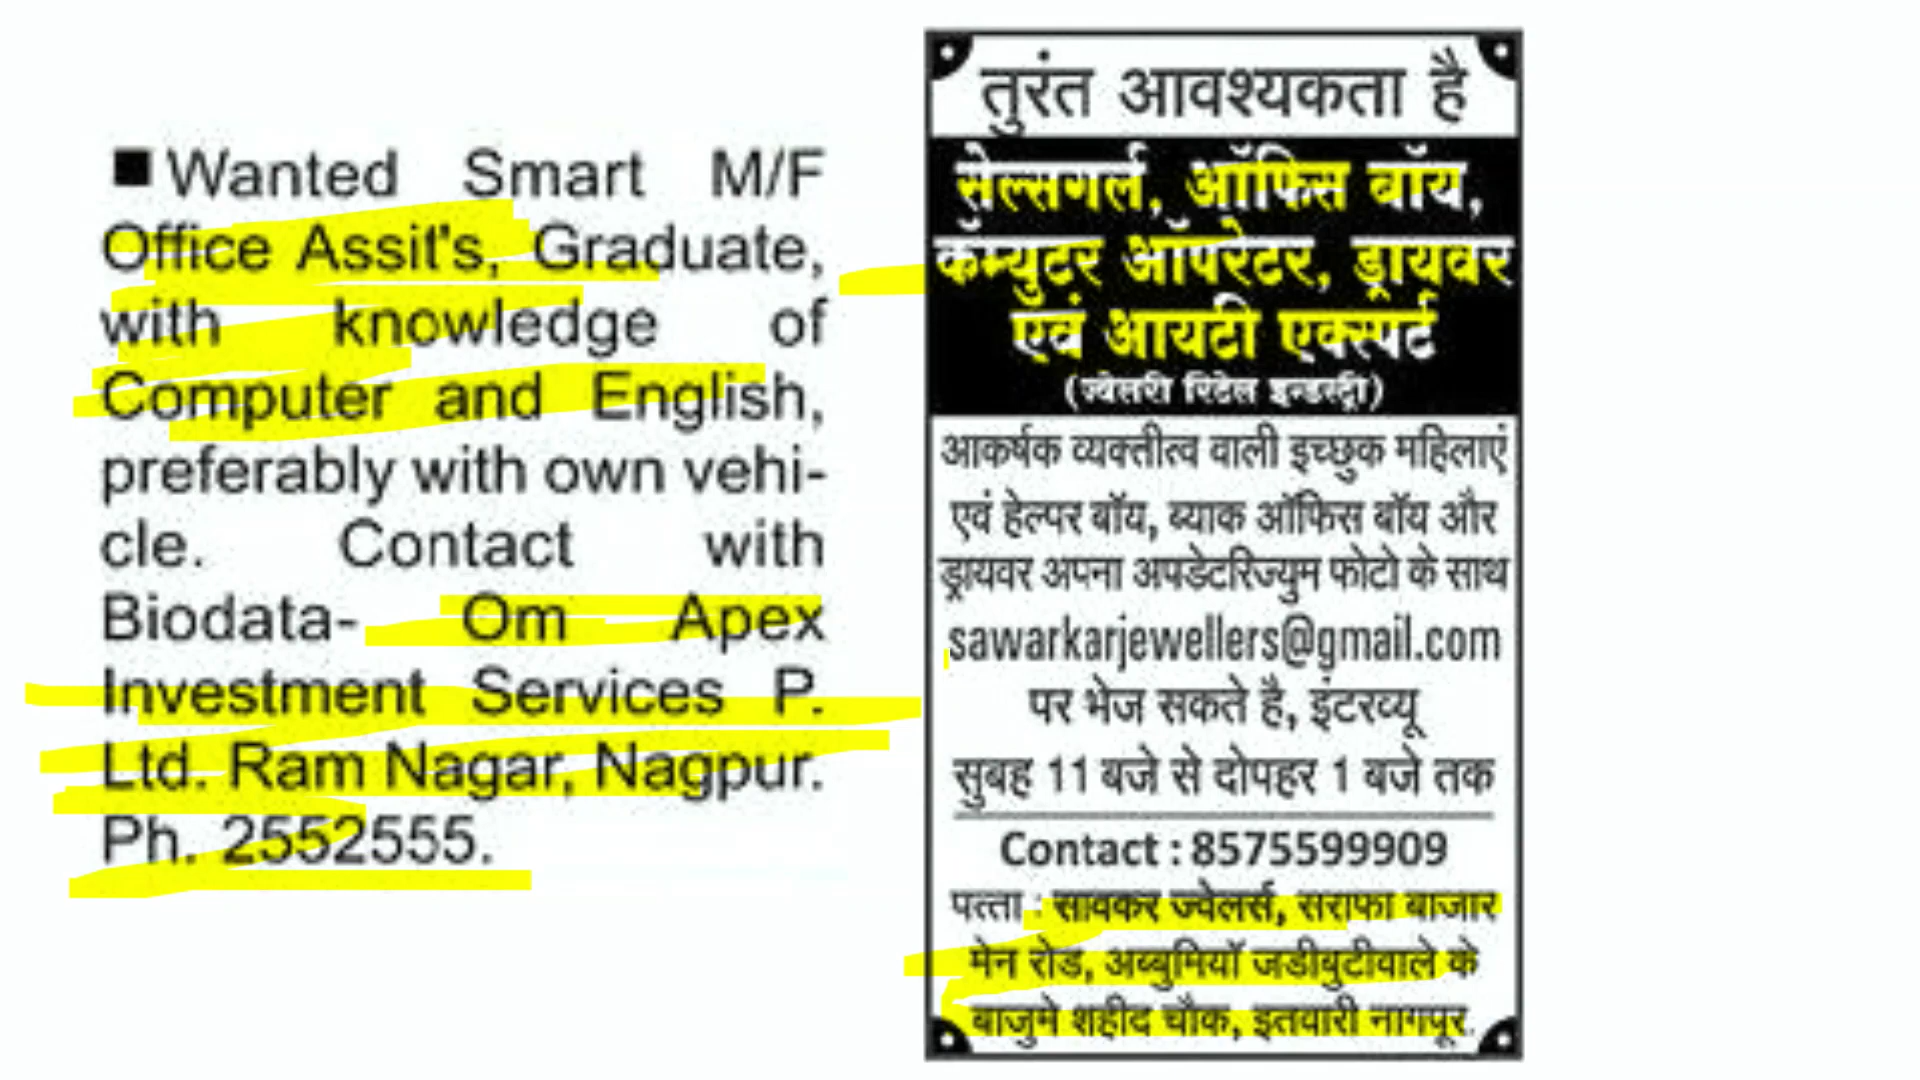 ■ Wanted Smart M/F
Office Assit's, Graduate,
with knowledge of
Computer and English,
preferably with own vehi-
cle. Contact with
Biodata- Om Apex
Investment Services P.
Ltd. Ram Nagar, Nagpur.
Ph. 2552555.
तुरंत आवश्यकता है
सेल्सगर्ल, ऑफिस बॉय,
कम्युटर ऑपरेटर, ड्रायवर
एवं आयटी एक्स्पर्ट
(ज्वेलरी रिटेल इन्डस्ट्री)
आकर्षक व्यक्तीत्व वाली इच्छुक महिलाएं
एवं हेल्पर बॉय, ब्याक ऑफिस बॉय और
ड्रायवर अपना अपडेटरिज्युम फोटो के साथ
sawarkarjewellers@gmail.com
पर भेज सकते है, इंटरव्यू
सुबह 11 बजे से दोपहर 1 बजे तक
Contact : 8575599909
पत्ता : सावकर ज्वेलर्स, सराफा बाजार
मेन रोड, अब्बुमियॉ जडीबुटीवाले के
बाजुमे शहीद चौक, इतवारी नागपूर.